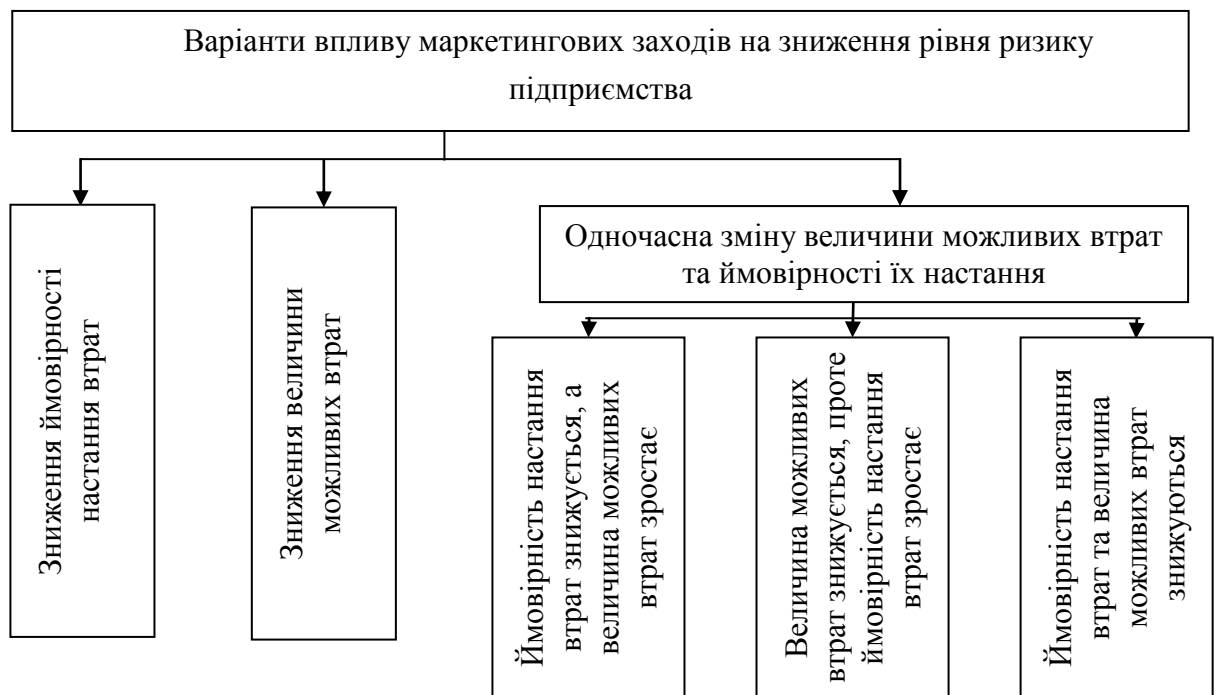 Варіанти впливу маркетингових заходів на зниження рівня ризику
підприємства
Зниження ймовірності
настання втрат
Зниження величини
можливих втрат
Одночасна зміну величини можливих втрат
та ймовірності їх настання
Ймовірність настання
втрат знижується, а
величина можливих
втрат зростає
Величина можливих
втрат знижується, проте
ймовірність настання
втрат зростає
Ймовірність настання
втрат та величина
можливих втрат
знижуються